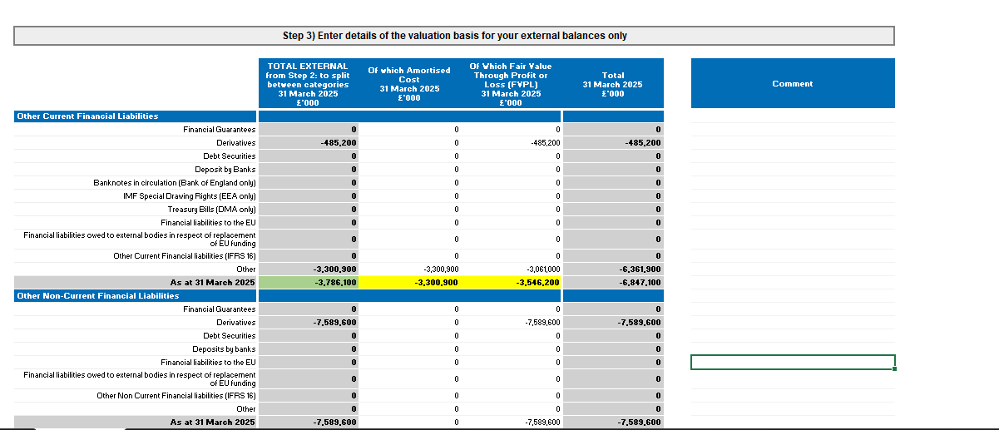 Step 3) Enter details of the valuation basis for your external balances only
TOTAL EXTERNAL
from Step 2: to split
between categories
31 March 2025
£'000
Of which Amortised
Cost
31 March 2025
£'000
Of Which Fair Value
Through Profit or
Loss (FVPL)
31 March 2025
£'000
Total
31 March 2025
£'000
Comment
Other Current Financial Liabilities
Financial Guarantees 0 0 0 0
Derivatives -485,200 0 -485,200 -485,200
Debt Securities 0 0 0 0
Deposit by Banks 0 0 0 0
Banknotes in circulation (Bank of England only) 0 0 0 0
IMF Special Drawing Rights (EEA only) 0 0 0 0
Treasury Bills (DMA only) 0 0 0 0
Financial liabilities to the EU 0 0 0 0
Financial liabilities owed to external bodies in respect of replacement
of EU funding 0 0 0 0
Other Current Financial liabilities (IFRS 16) 0 0 0
Other -3,300,900 -3,300,900 -3,061,000 -6,361,900
As at 31 March 2025 -3,786,100 -3,300,900 -3,546,200 -6,847,100
Other Non-Current Financial Liabilities
Financial Guarantees 0 0 0 0
Derivatives -7,589,600 0 -7,589,600 -7,589,600
Debt Securities 0 0 0 0
Deposits by banks 0 0 0 0
Financial liabilities to the EU 0 0 0 0
Financial liabilities owed to external bodies in respect of replacement
of EU funding 0 0 0 0
Other Non Current Financial liabilities (IFRS 16) 0 0 0 0
Other 0 0 0 0
As at 31 March 2025 -7,589,600 0 -7,589,600 -7,589,600